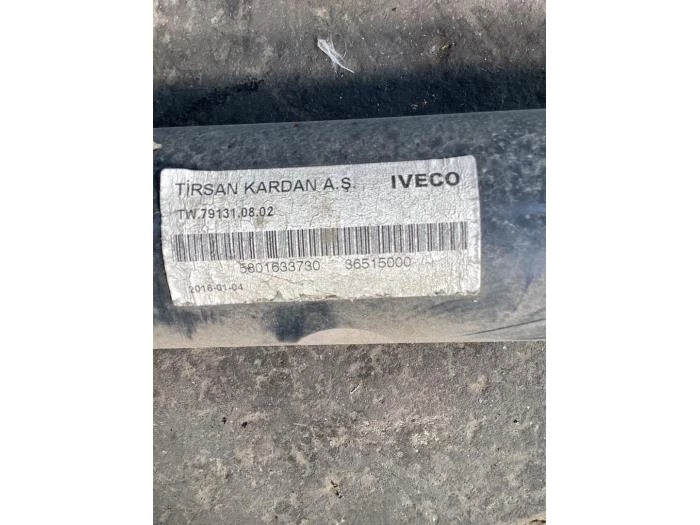 TİRSAN KARDAN A.Ş. IVECO
TW.79131.08.02
5801633730 36515000
2016-01-04